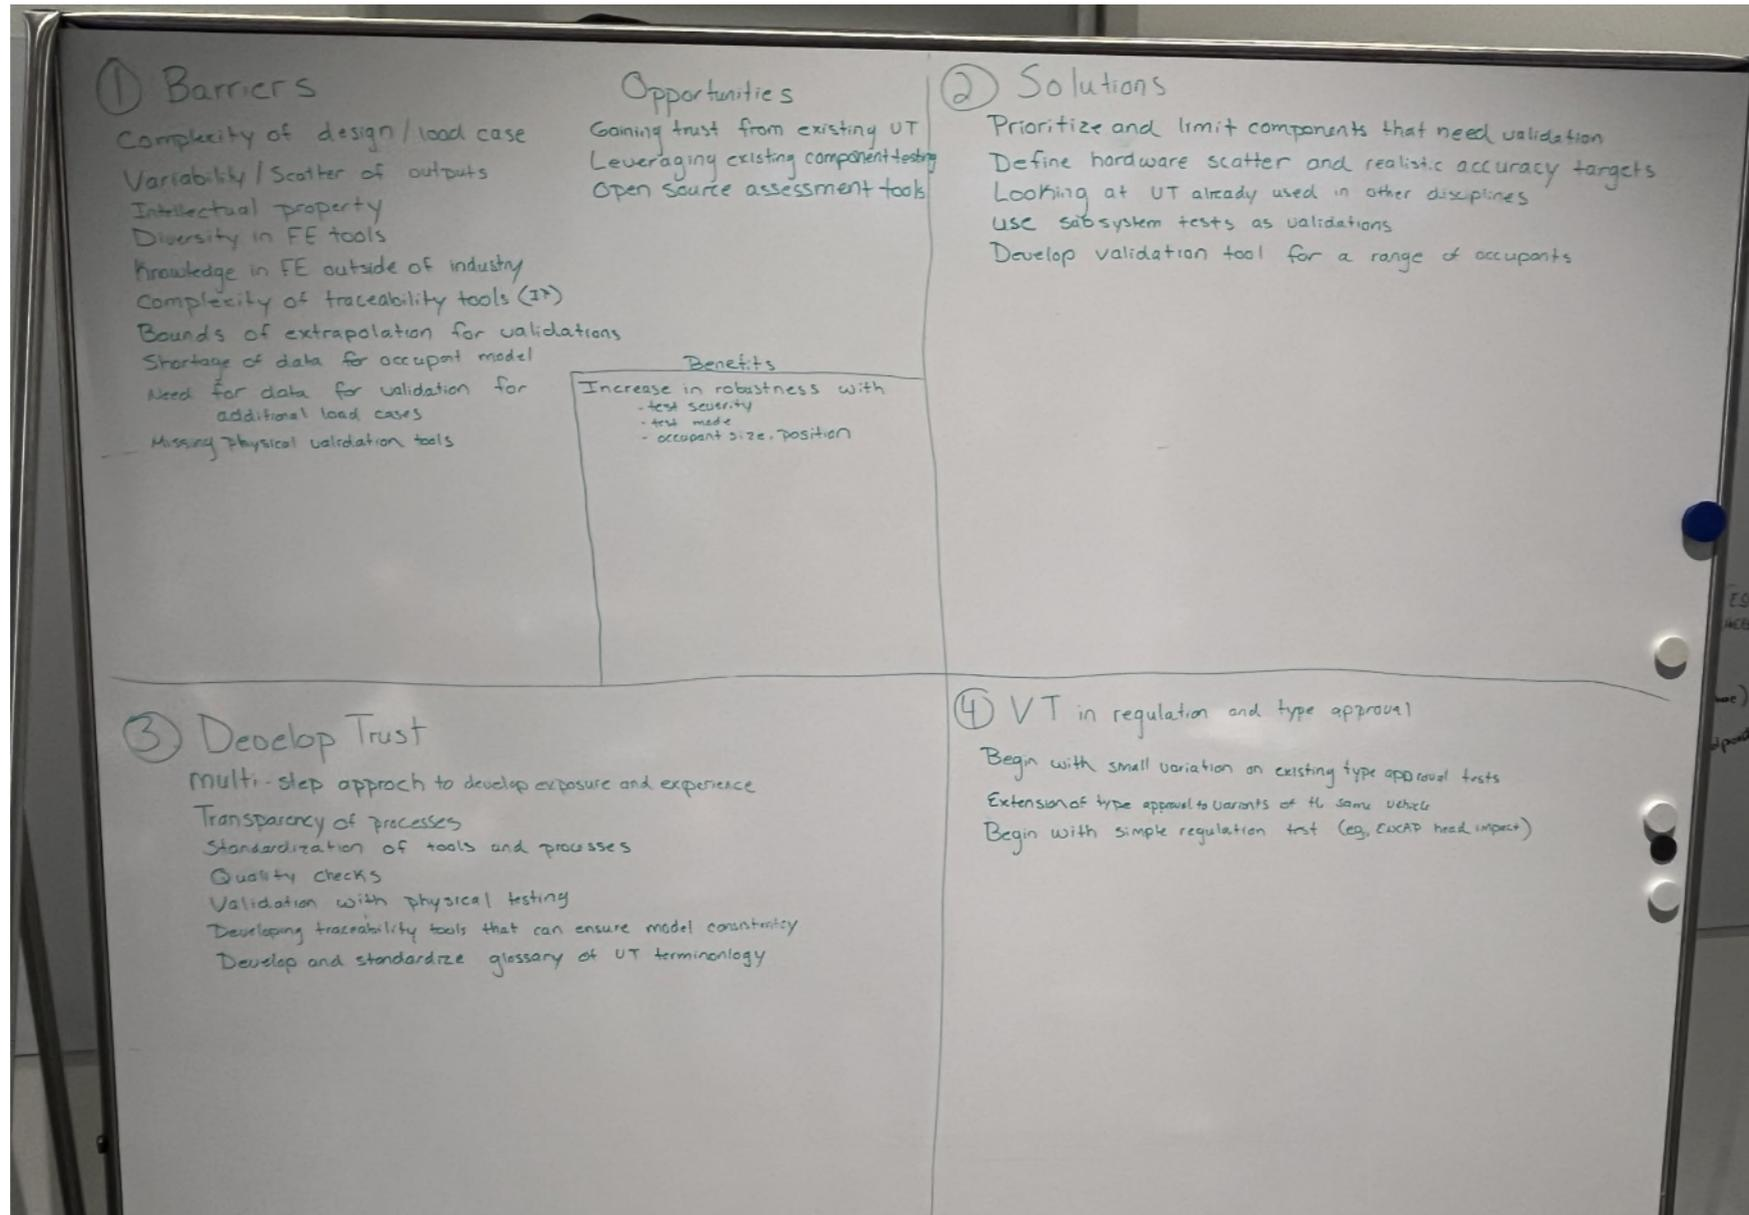 ① Barriers
Complexity of design / load case
Variability / Scatter of outputs
Intellectual property
Diversity in FE tools
Knowledge in FE outside of industry
Complexity of traceability tools (IP)
Bounds of extrapolation for validations
Shortage of data for occupant model
Need for data for validation for
additional load cases
Missing physical validation tools
Opportunities
Gaining trust from existing VT
Leveraging existing component testing
Open source assessment tools
Benefits
Increase in robustness with
- test severity
- test mode
- occupant size, position
② Solutions
Prioritize and limit components that need validation
Define hardware scatter and realistic accuracy targets
Looking at VT already used in other disciplines
use subsystem tests as validations
Develop validation tool for a range of occupants
③ Develop Trust
Multi-step approch to develop exposure and experience
Transparency of processes
Standardization of tools and processes
Quality checks
Validation with physical testing
Developing traceability tools that can ensure model consistency
Develop and standardize glossary of VT terminonlogy
④ VT in regulation and type approval
Begin with small variation on existing type approval tests
Extension of type approval to varients of the same vehicle
Begin with simple regulation test (eg, ENCAP head impact)